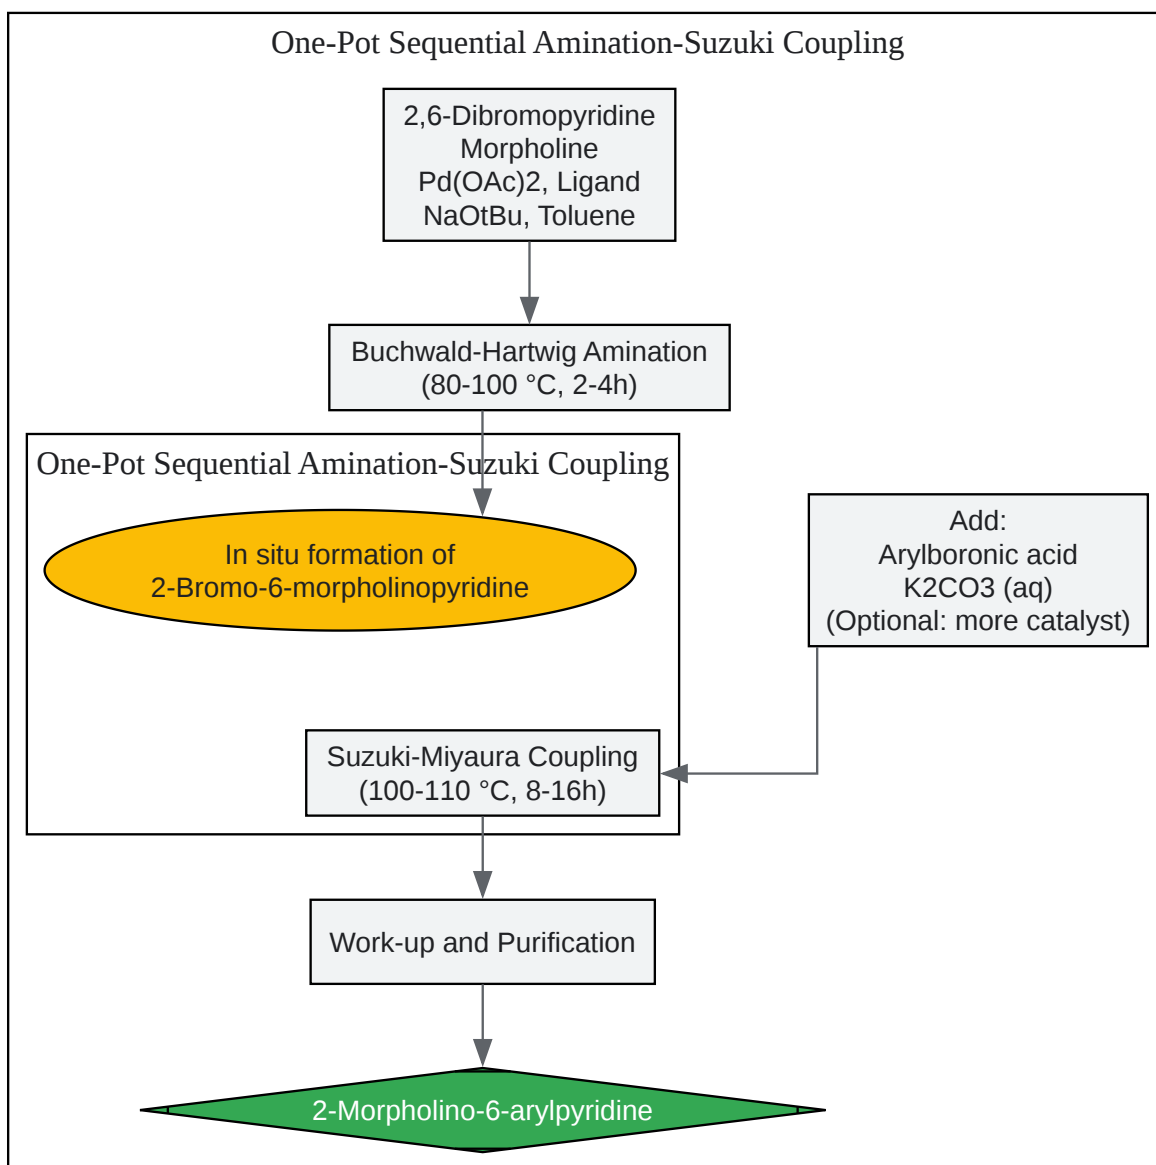 One-Pot Sequential Amination-Suzuki Coupling
2,6-Dibromopyridine
Morpholine
Pd(OAc)2, Ligand
NaOtBu, Toluene
Buchwald-Hartwig Amination
(80-100 °C, 2-4h)
One-Pot Sequential Amination-Suzuki Coupling
In situ formation of
2-Bromo-6-morpholinopyridine
Add:
Arylboronic acid
K2CO3 (aq)
(Optional: more catalyst)
Suzuki-Miyaura Coupling
(100-110 °C, 8-16h)
Work-up and Purification
2-Morpholino-6-arylpyridine